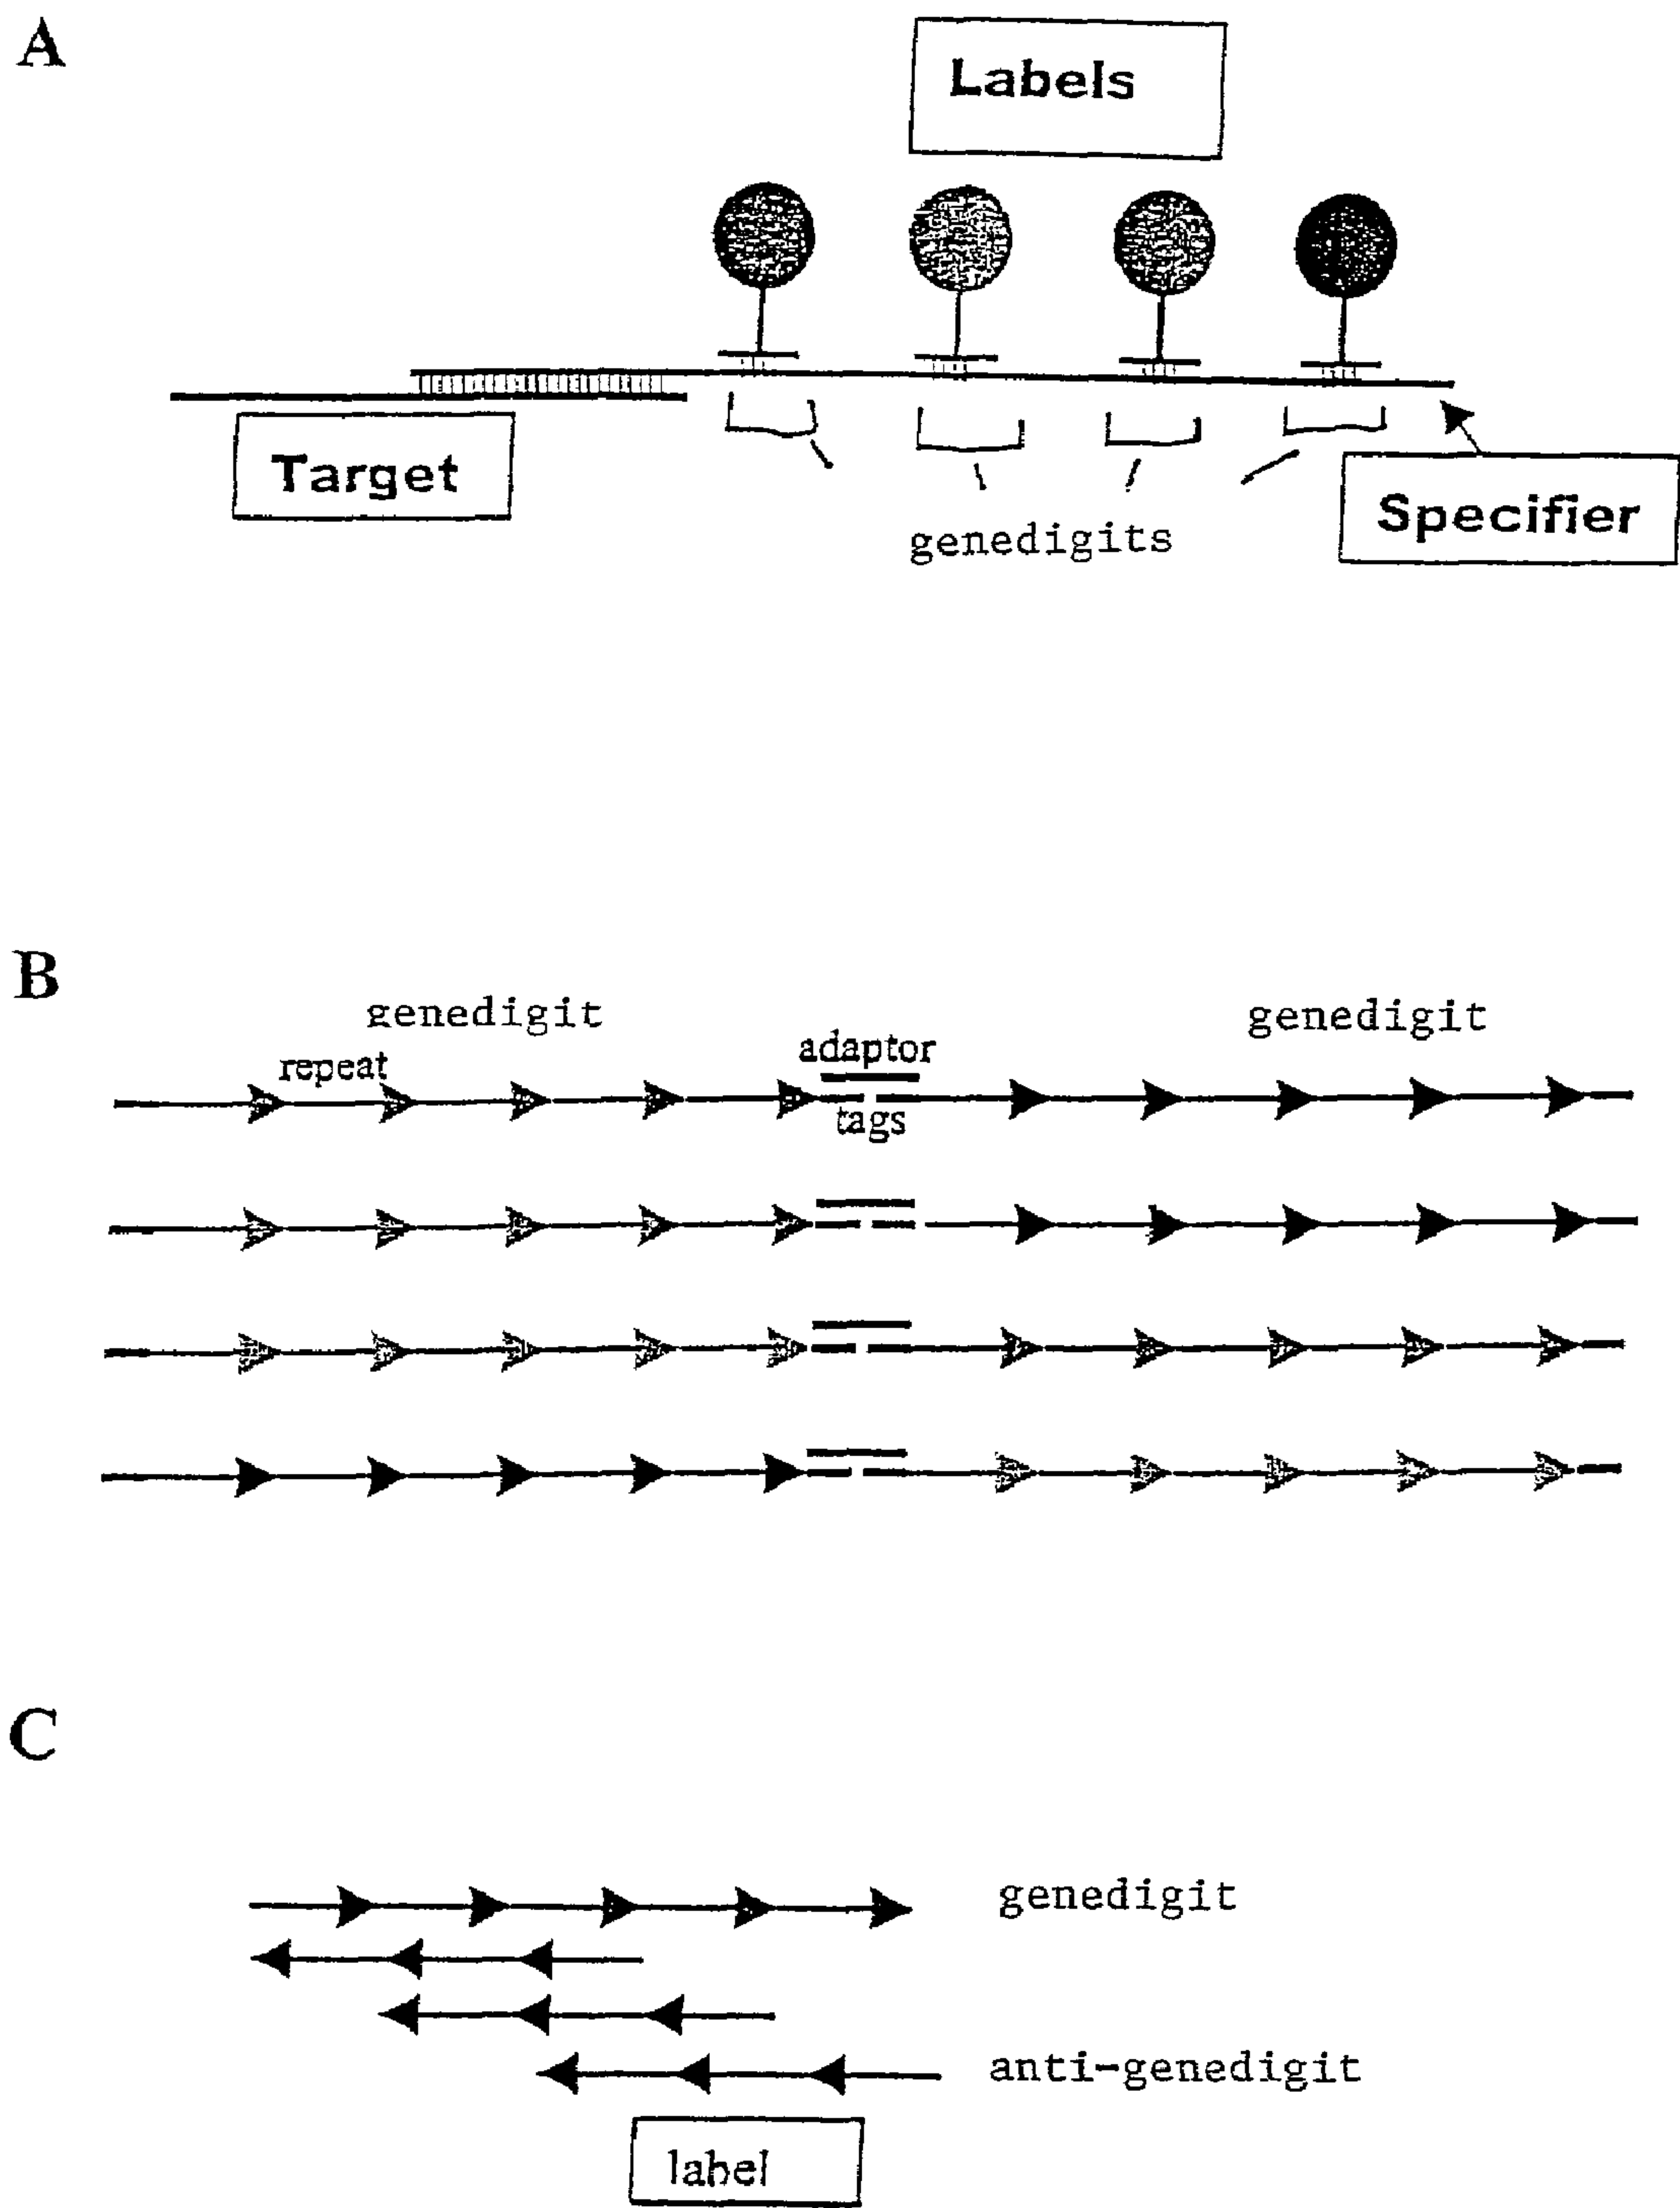 A
Labels
Target
genedigits
Specifier
B
genedigit
genedigit
repeat
adaptor
tags
C
genedigit
anti-genedigit
label